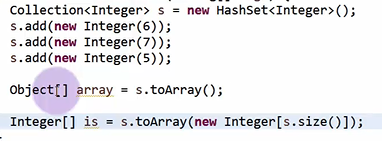 Collection<Integer> s = new HashSet<Integer>();
s.add(new Integer(6));
s.add(new Integer(7));
s.add(new Integer(5));
Object[] array = s.toArray();
Integer[] is = s.toArray(new Integer[s.size()]);